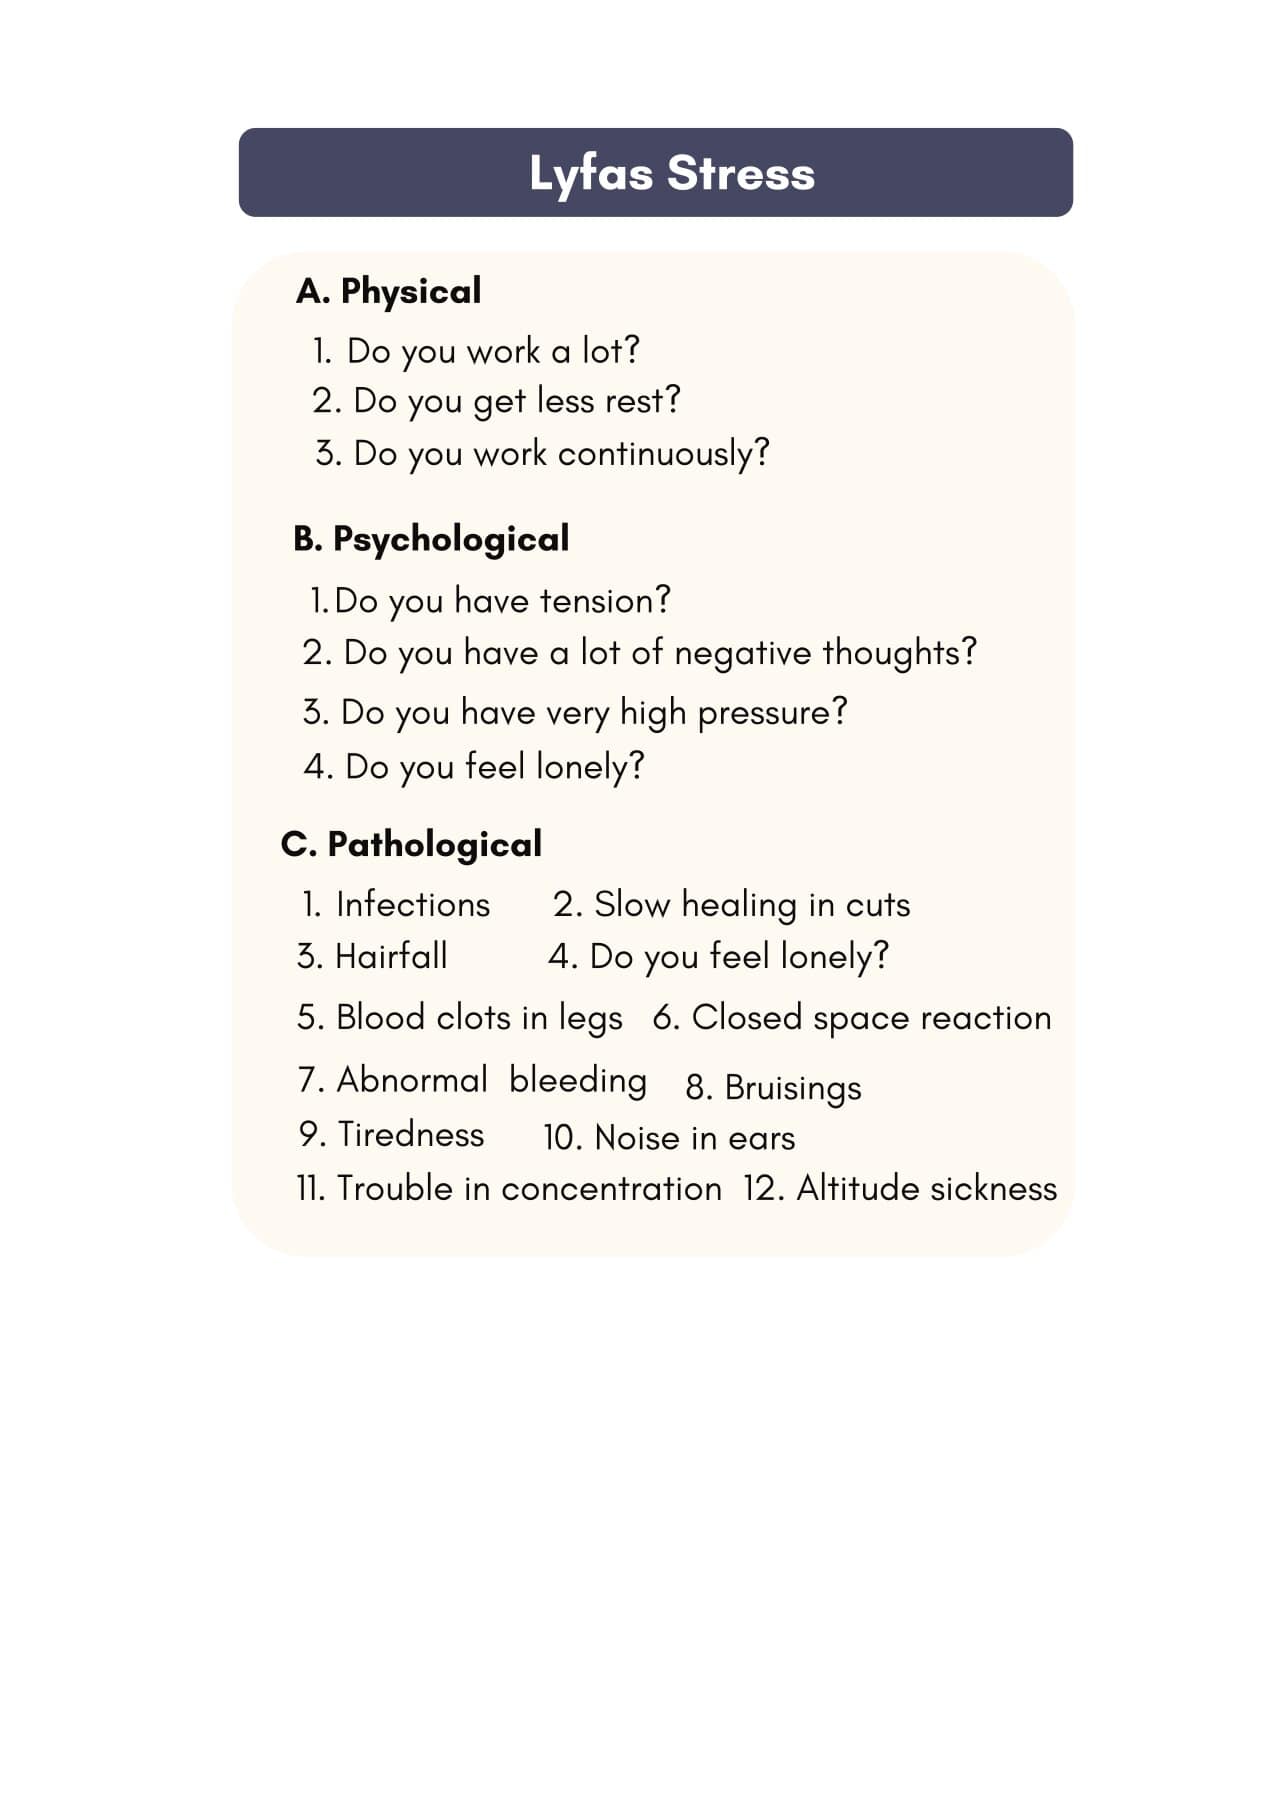 Lyfas Stress
A. Physical
1. Do you work a lot?
2. Do you get less rest?
3. Do you work continuously?
B. Psychological
1. Do you have tension?
2. Do you have a lot of negative thoughts?
3. Do you have very high pressure?
4. Do you feel lonely?
C. Pathological
1. Infections 2. Slow healing in cuts
3. Hairfall 4. Do you feel lonely?
5. Blood clots in legs 6. Closed space reaction
7. Abnormal bleeding 8. Bruisings
9. Tiredness 10. Noise in ears
11. Trouble in concentration 12. Altitude sickness